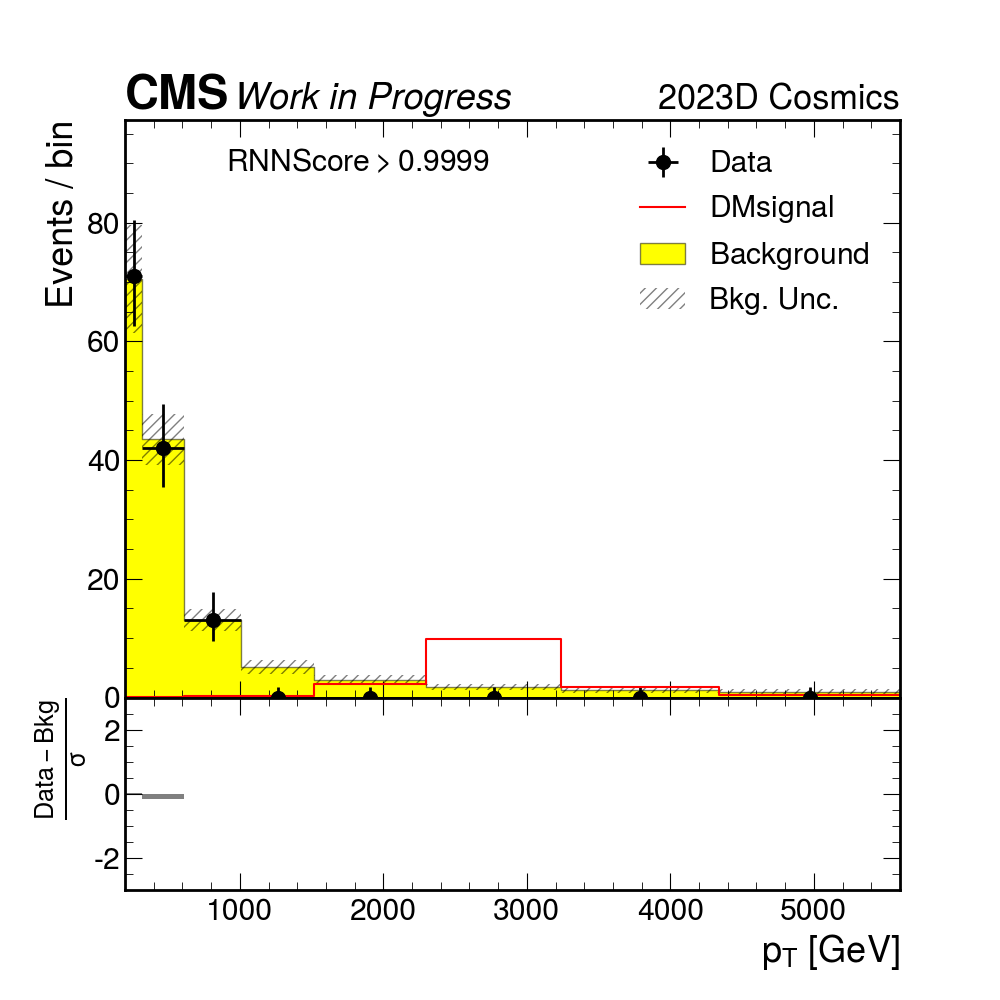 CMS Work in Progress 2023D Cosmics
Events / bin
RNNScore > 0.9999
Data
DMsignal
Background
Bkg. Unc.
80
60
40
20
0
Data – Bkg
σ
2
0
-2
1000 2000 3000 4000 5000
pT [GeV]